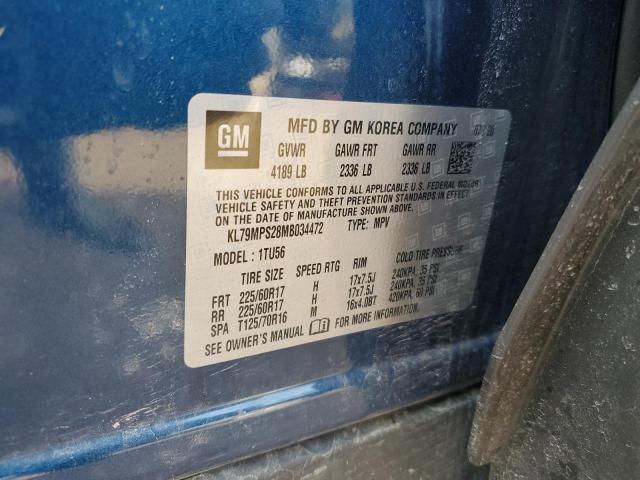 GM
MFD BY GM KOREA COMPANY
GVWR GAWR FRT GAWR RR
4189 LB 2336 LB 2336 LB
THIS VEHICLE CONFORMS TO ALL APPLICABLE U.S. FEDERAL MOTOR
VEHICLE SAFETY AND THEFT PREVENTION STANDARDS IN EFFECT
ON THE DATE OF MANUFACTURE SHOWN ABOVE.
KL79MPS28MB034472 TYPE: MPV
MODEL: 1TU56
TIRE SIZE SPEED RTG RIM COLD TIRE PRESSURE
FRT 225/60R17 H 17x7.5J 240KPA, 35 PSI
RR 225/60R17 H 17x7.5J 240KPA, 35 PSI
SPA T125/70R16 M 16x4.0BT 420KPA, 60 PSI
SEE OWNER'S MANUAL FOR MORE INFORMATION.